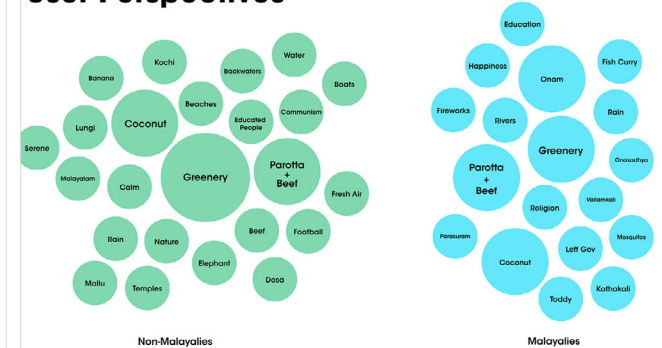 User Perspectives
Education
Kochi
Water
Happiness
Onam
Fish Curry
Banana
Backwaters
Boats
Beaches
Fireworks
Rivers
Rain
Coconut
Educated
People
Communism
Lungi
Serene
Greenery
Onasadhya
Malayalam
Calm
Greenery
Parotta
+
Beef
Fresh Air
Parotta
+
Beef
Religion
Vallamkali
Rain
Nature
Beef
Football
Parasuram
Left Gov
Mosquitos
Elephant
Coconut
Mallu
Temples
Dosa
Toddy
Kathakali
Non-Malayalies
Malayalies